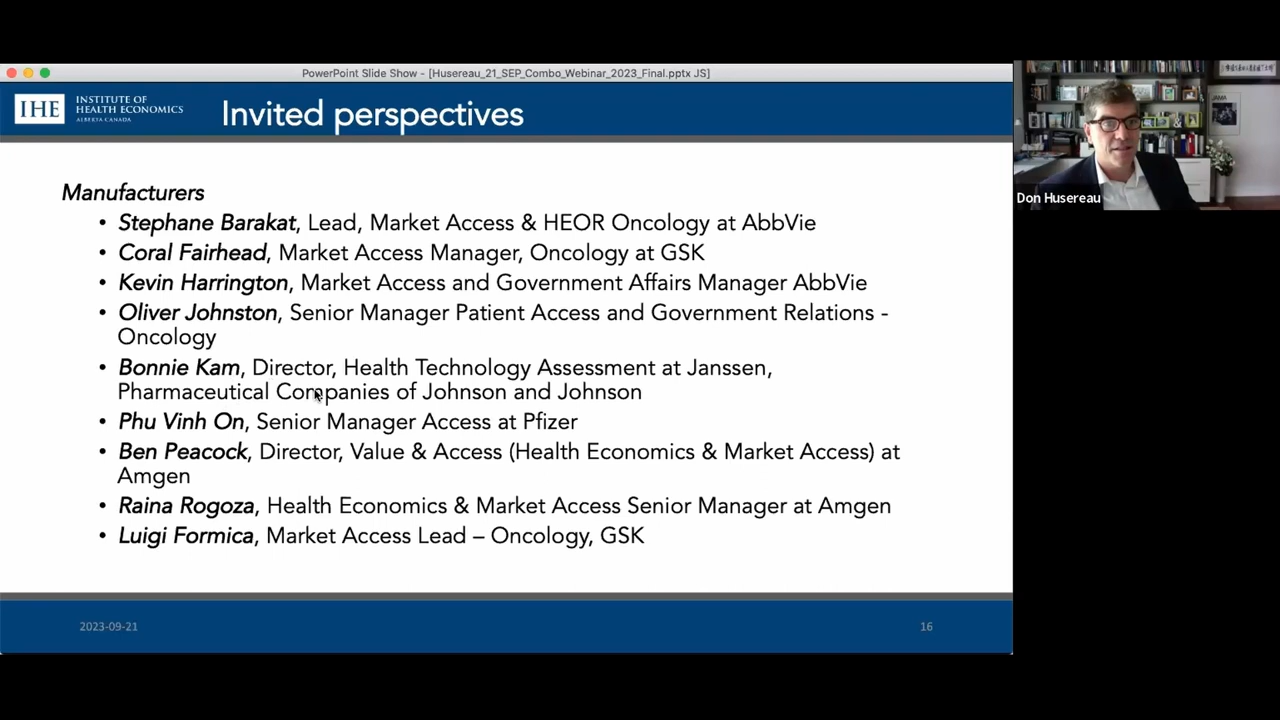 PowerPoint Slide Show - [Husereau_21_SEP_Combo_Webinar_2023_Final.pptx JS]
IHE
INSTITUTE OF
HEALTH ECONOMICS
ALBERTA CANADA
Invited perspectives
Manufacturers
• Stephane Barakat, Lead, Market Access & HEOR Oncology at AbbVie
• Coral Fairhead, Market Access Manager, Oncology at GSK
• Kevin Harrington, Market Access and Government Affairs Manager AbbVie
• Oliver Johnston, Senior Manager Patient Access and Government Relations -
Oncology
• Bonnie Kam, Director, Health Technology Assessment at Janssen,
Pharmaceutical Companies of Johnson and Johnson
• Phu Vinh On, Senior Manager Access at Pfizer
• Ben Peacock, Director, Value & Access (Health Economics & Market Access) at
Amgen
• Raina Rogoza, Health Economics & Market Access Senior Manager at Amgen
• Luigi Formica, Market Access Lead – Oncology, GSK
2023-09-21
16
JAMA
Don Husereau